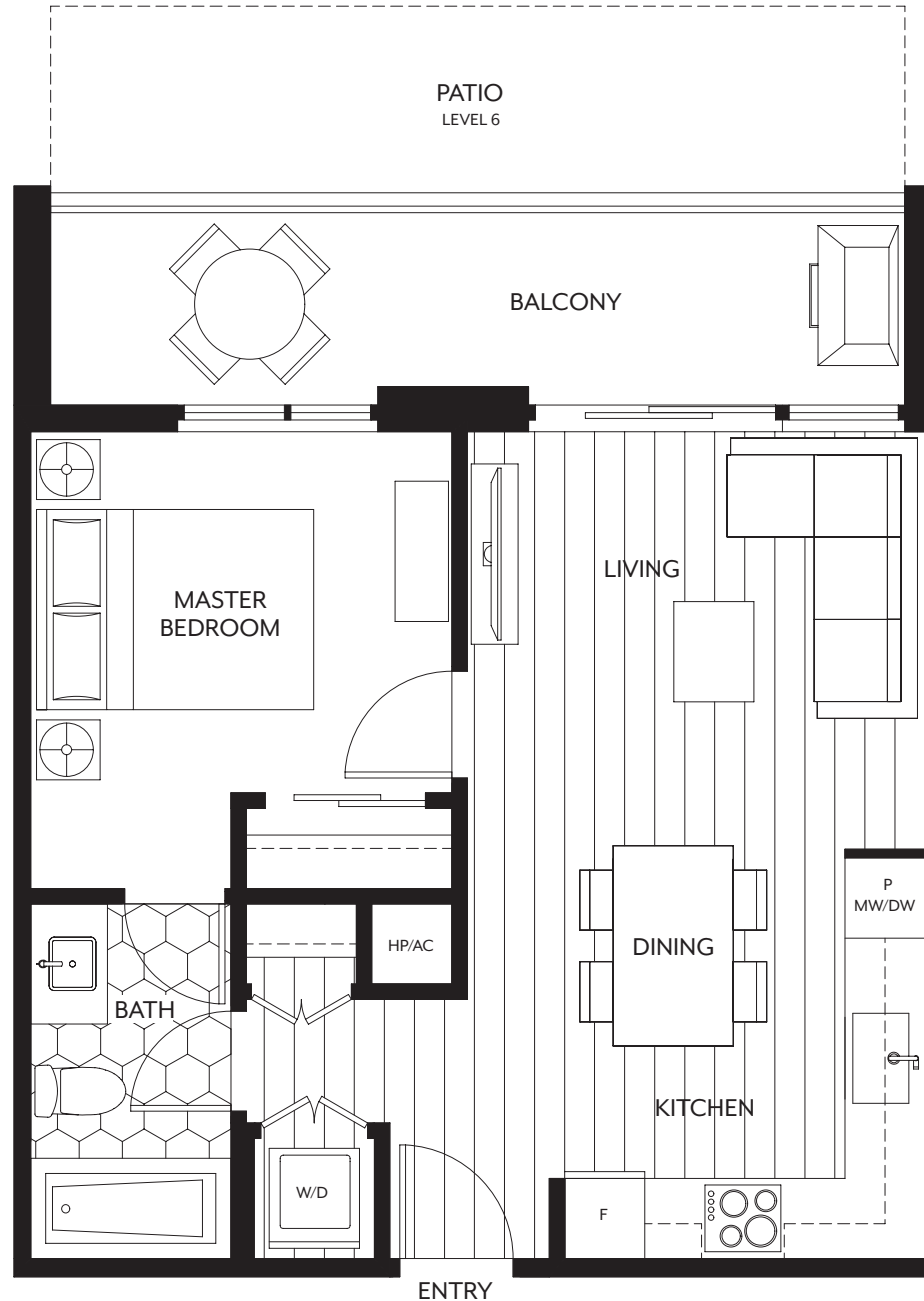 PATIO
LEVEL 6
BALCONY
LIVING
MASTER
BEDROOM
P
MW/DW
HP/AC
DINING
BATH
KITCHEN
W/D
F
ENTRY